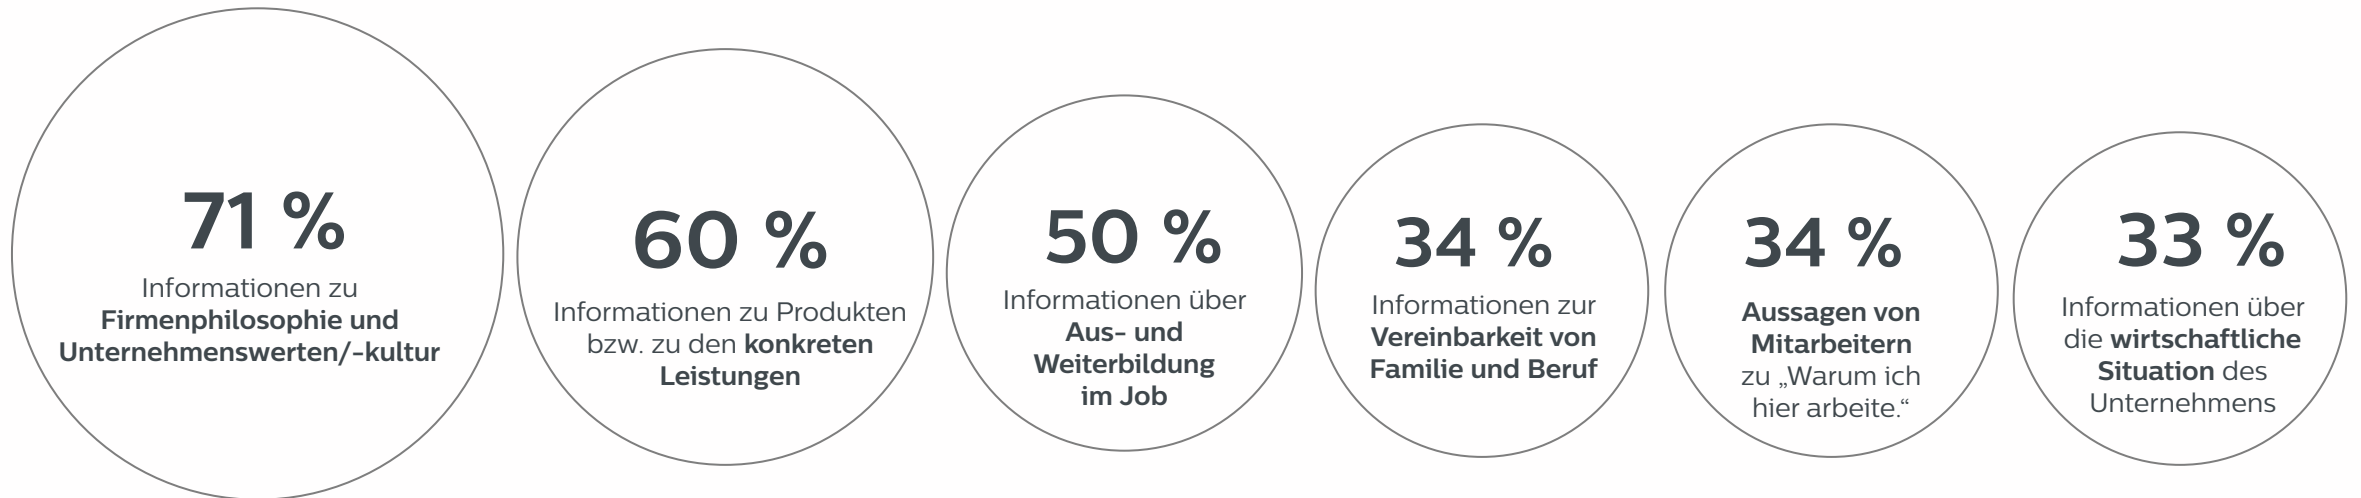 71 %
Informationen zu
Firmenphilosophie und
Unternehmenswerten/-kultur
60 %
Informationen zu Produkten
bzw. zu den konkreten
Leistungen
50 %
Informationen über
Aus- und
Weiterbildung
im Job
34 %
Informationen zur
Vereinbarkeit von
Familie und Beruf
34 %
Aussagen von
Mitarbeitern
zu „Warum ich
hier arbeite.“
33 %
Informationen über
die wirtschaftliche
Situation des
Unternehmens